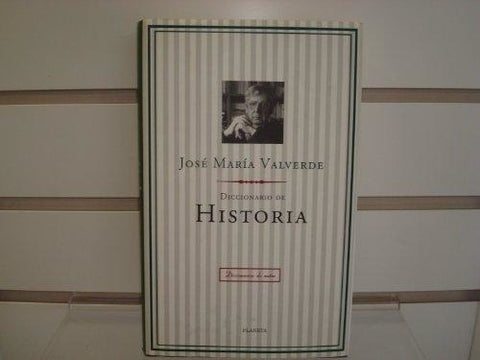 JOSÉ MARÍA VALVERDE
DICCIONARIO DE
HISTORIA
Diccionarios de autor
PLANETA